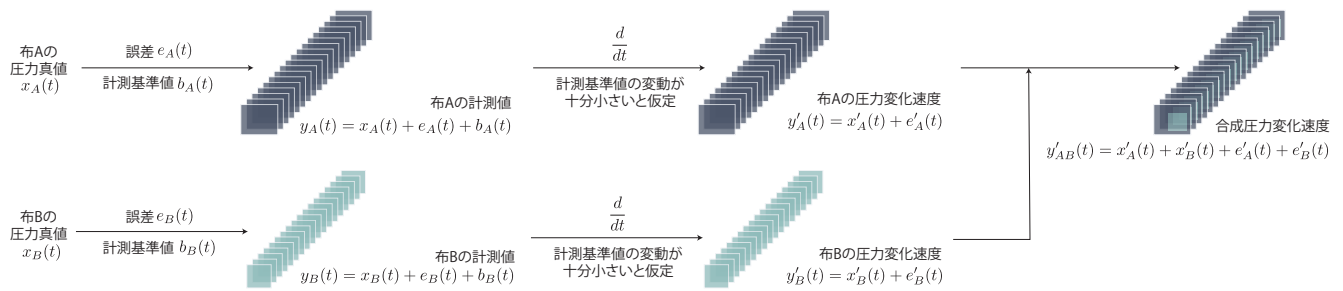 布Aの
圧力真値
x_A(t)
誤差 e_A(t)
計測基準値 b_A(t)
布Aの計測値
y_A(t) = x_A(t) + e_A(t) + b_A(t)
d
dt
計測基準値の変動が
十分小さいと仮定
布Aの圧力変化速度
y'_A(t) = x'_A(t) + e'_A(t)
合成圧力変化速度
y'_{AB}(t) = x'_A(t) + x'_B(t) + e'_A(t) + e'_B(t)
布Bの
圧力真値
x_B(t)
誤差 e_B(t)
計測基準値 b_B(t)
布Bの計測値
y_B(t) = x_B(t) + e_B(t) + b_B(t)
d
dt
計測基準値の変動が
十分小さいと仮定
布Bの圧力変化速度
y'_B(t) = x'_B(t) + e'_B(t)